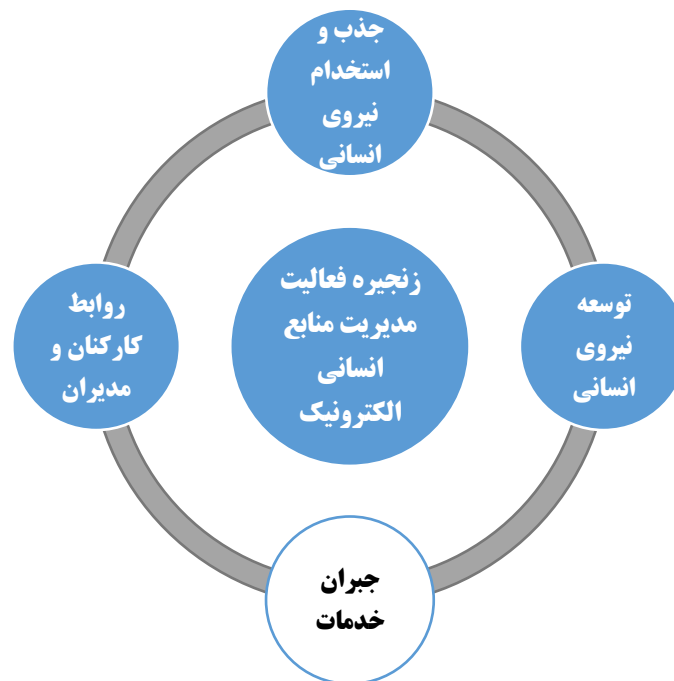 جذب و
استخدام
نیروی
انسانی
زنجیره فعالیت
مدیریت منابع
انسانی
الکترونیک
توسعه
نیروی
انسانی
روابط
کارکنان و
مدیران
جبران
خدمات